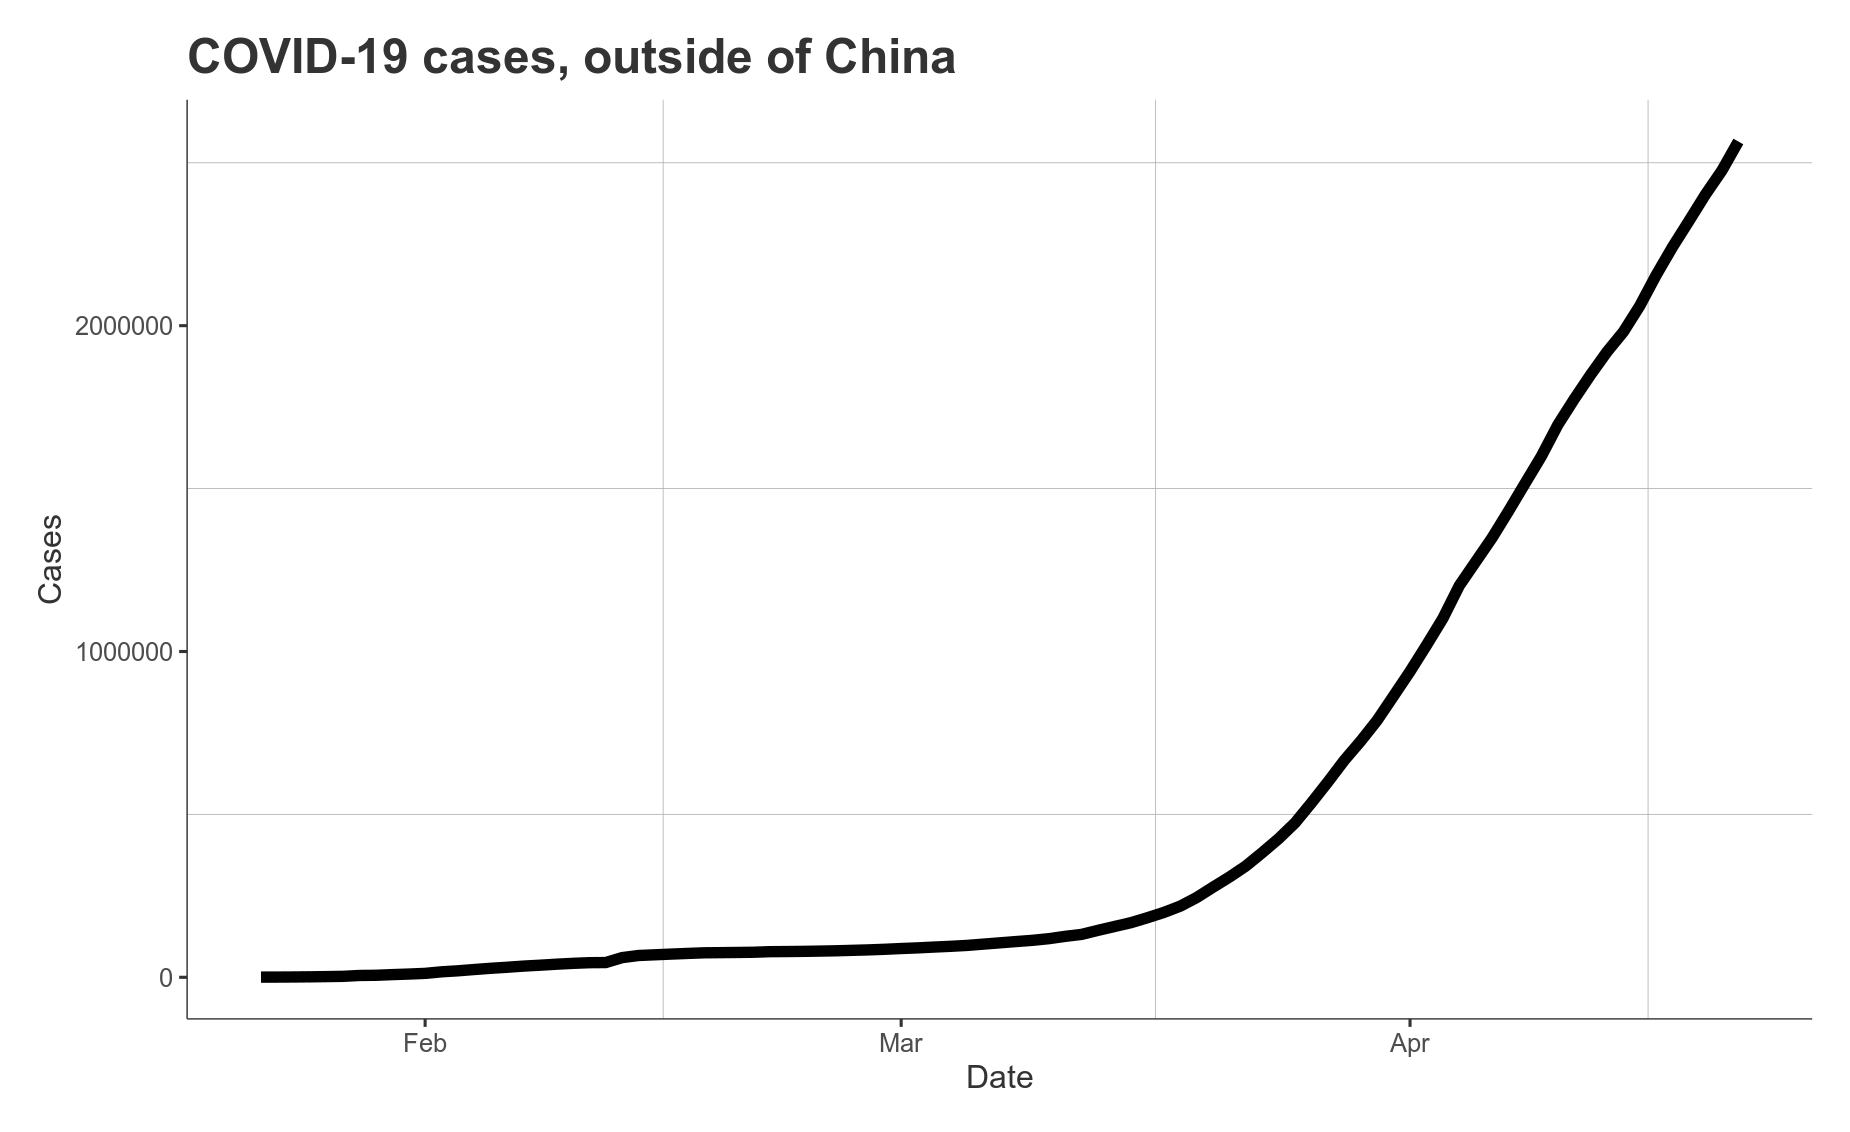 COVID-19 cases, outside of China
Cases
2000000
1000000
0
Feb Mar Apr
Date